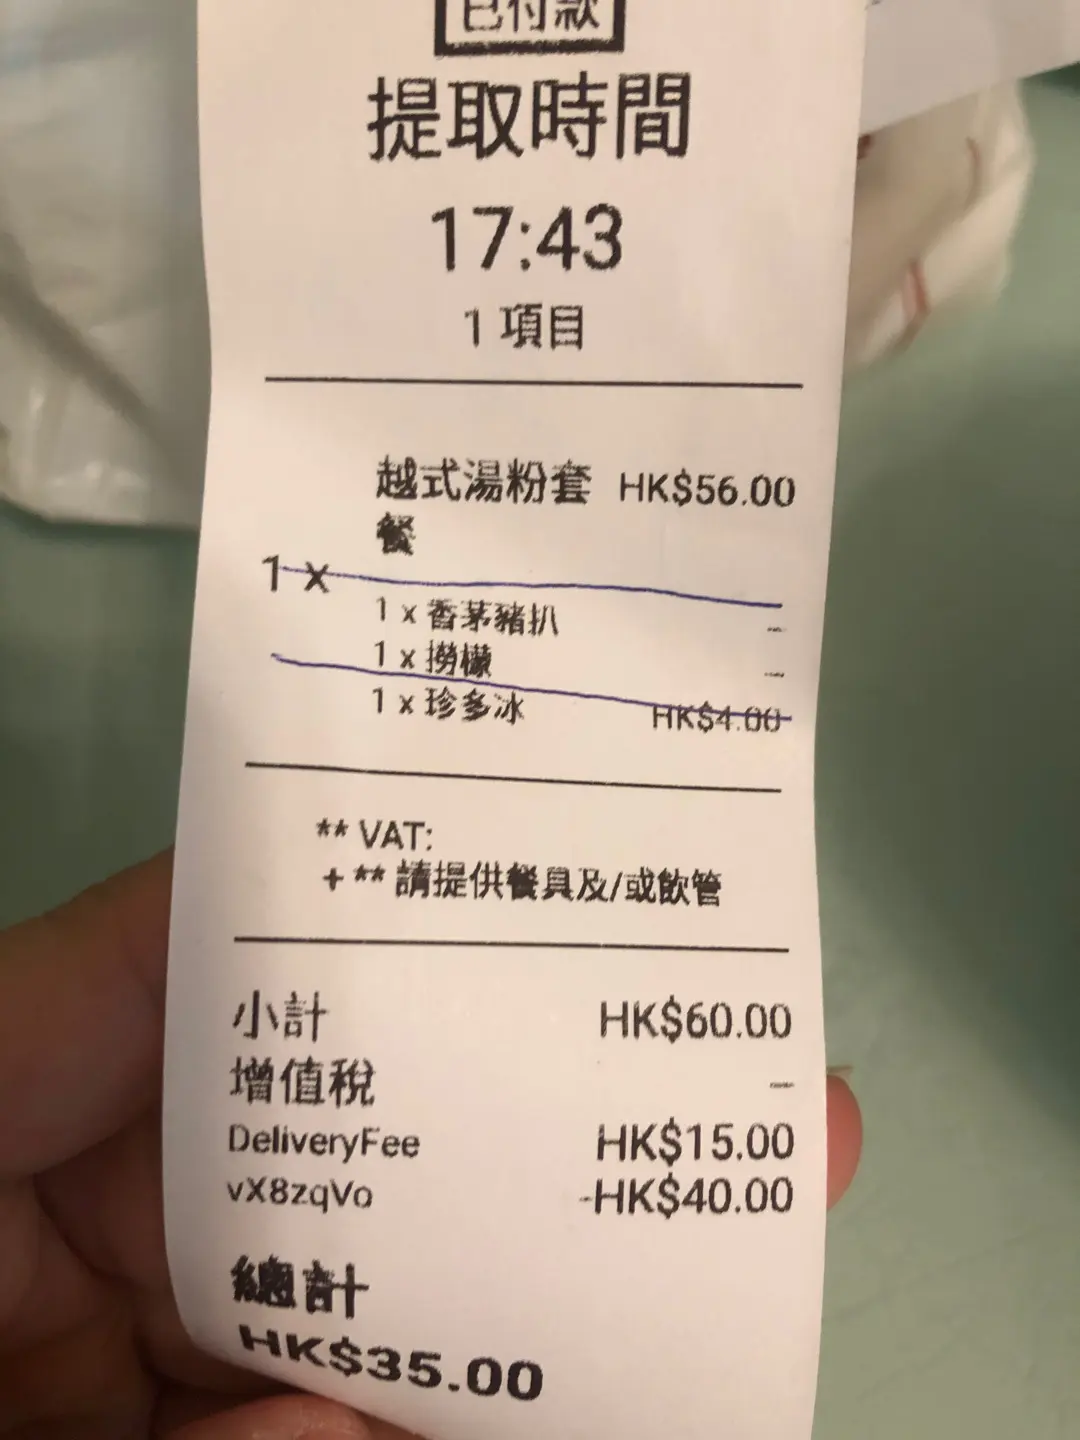 已付款
提取時間
17:43
1 項目
越式湯粉套 HK$56.00
餐
1 x
1 x 香茅豬扒 –
1 x 撈檬 –
1 x 珍多冰 HK$4.00
** VAT:
+ ** 請提供餐具及/或飲管
小計 HK$60.00
增值稅 –
DeliveryFee HK$15.00
vX8zqVo -HK$40.00
總計
HK$35.00